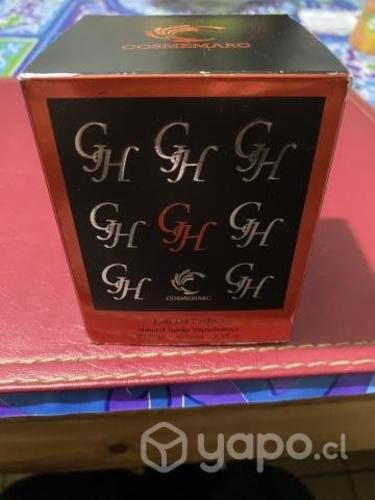 COSMEMARC
GH GH GH
GH GH GH
GH COSMEMARC GH
Eau De Parfum
Natural Spray Vaporisateur
yapo.cl